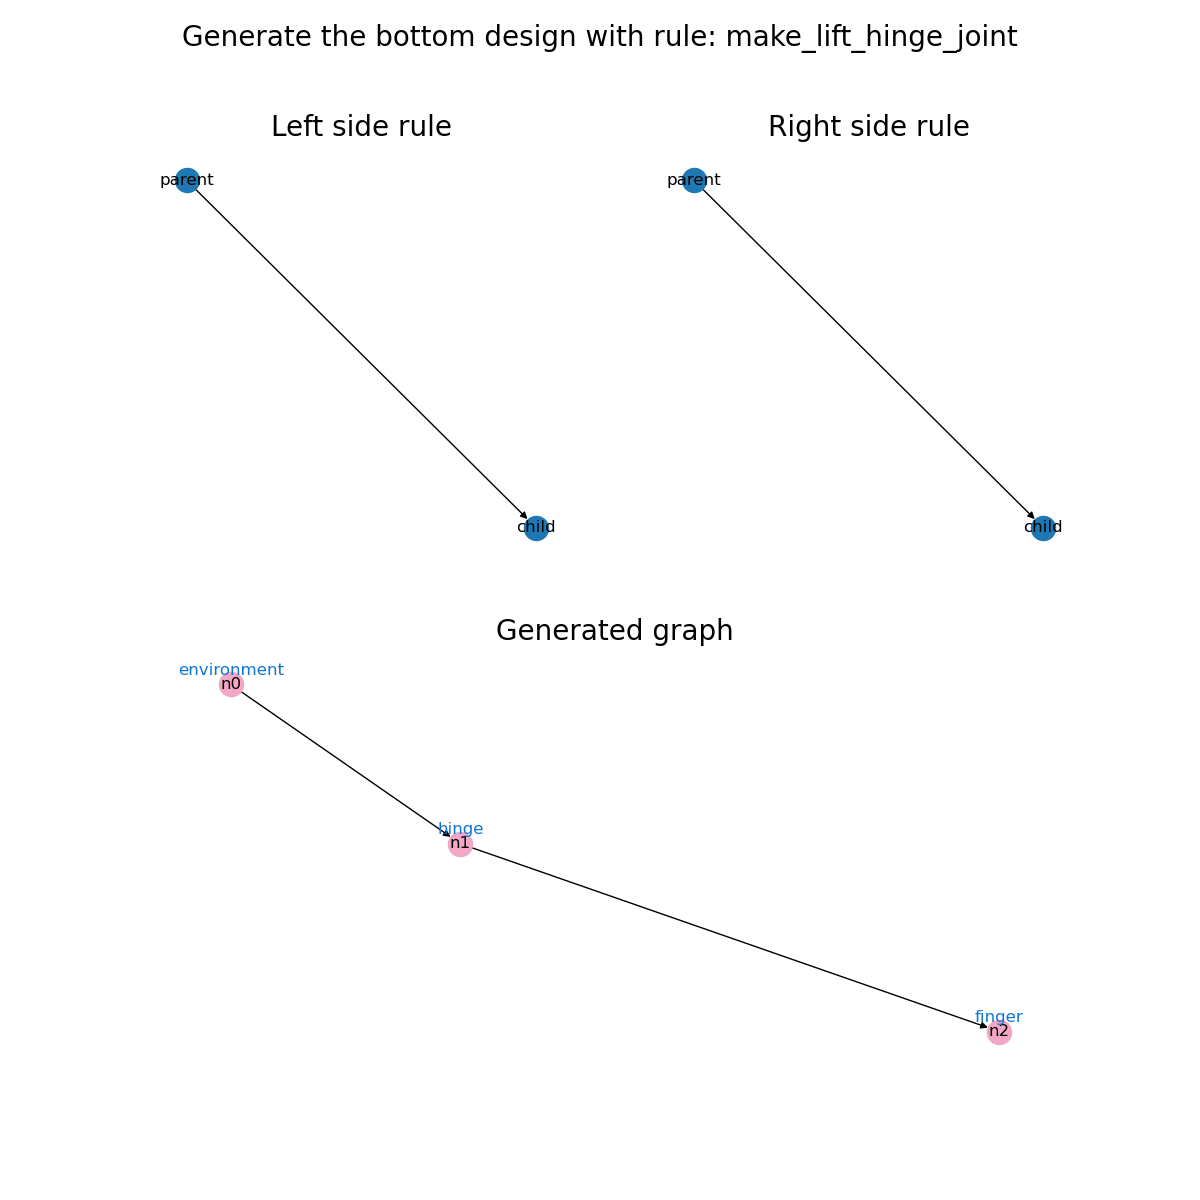 Generate the bottom design with rule: make_lift_hinge_joint
Left side rule
Right side rule
parent
parent
child
child
Generated graph
environment
n0
hinge
n1
finger
n2